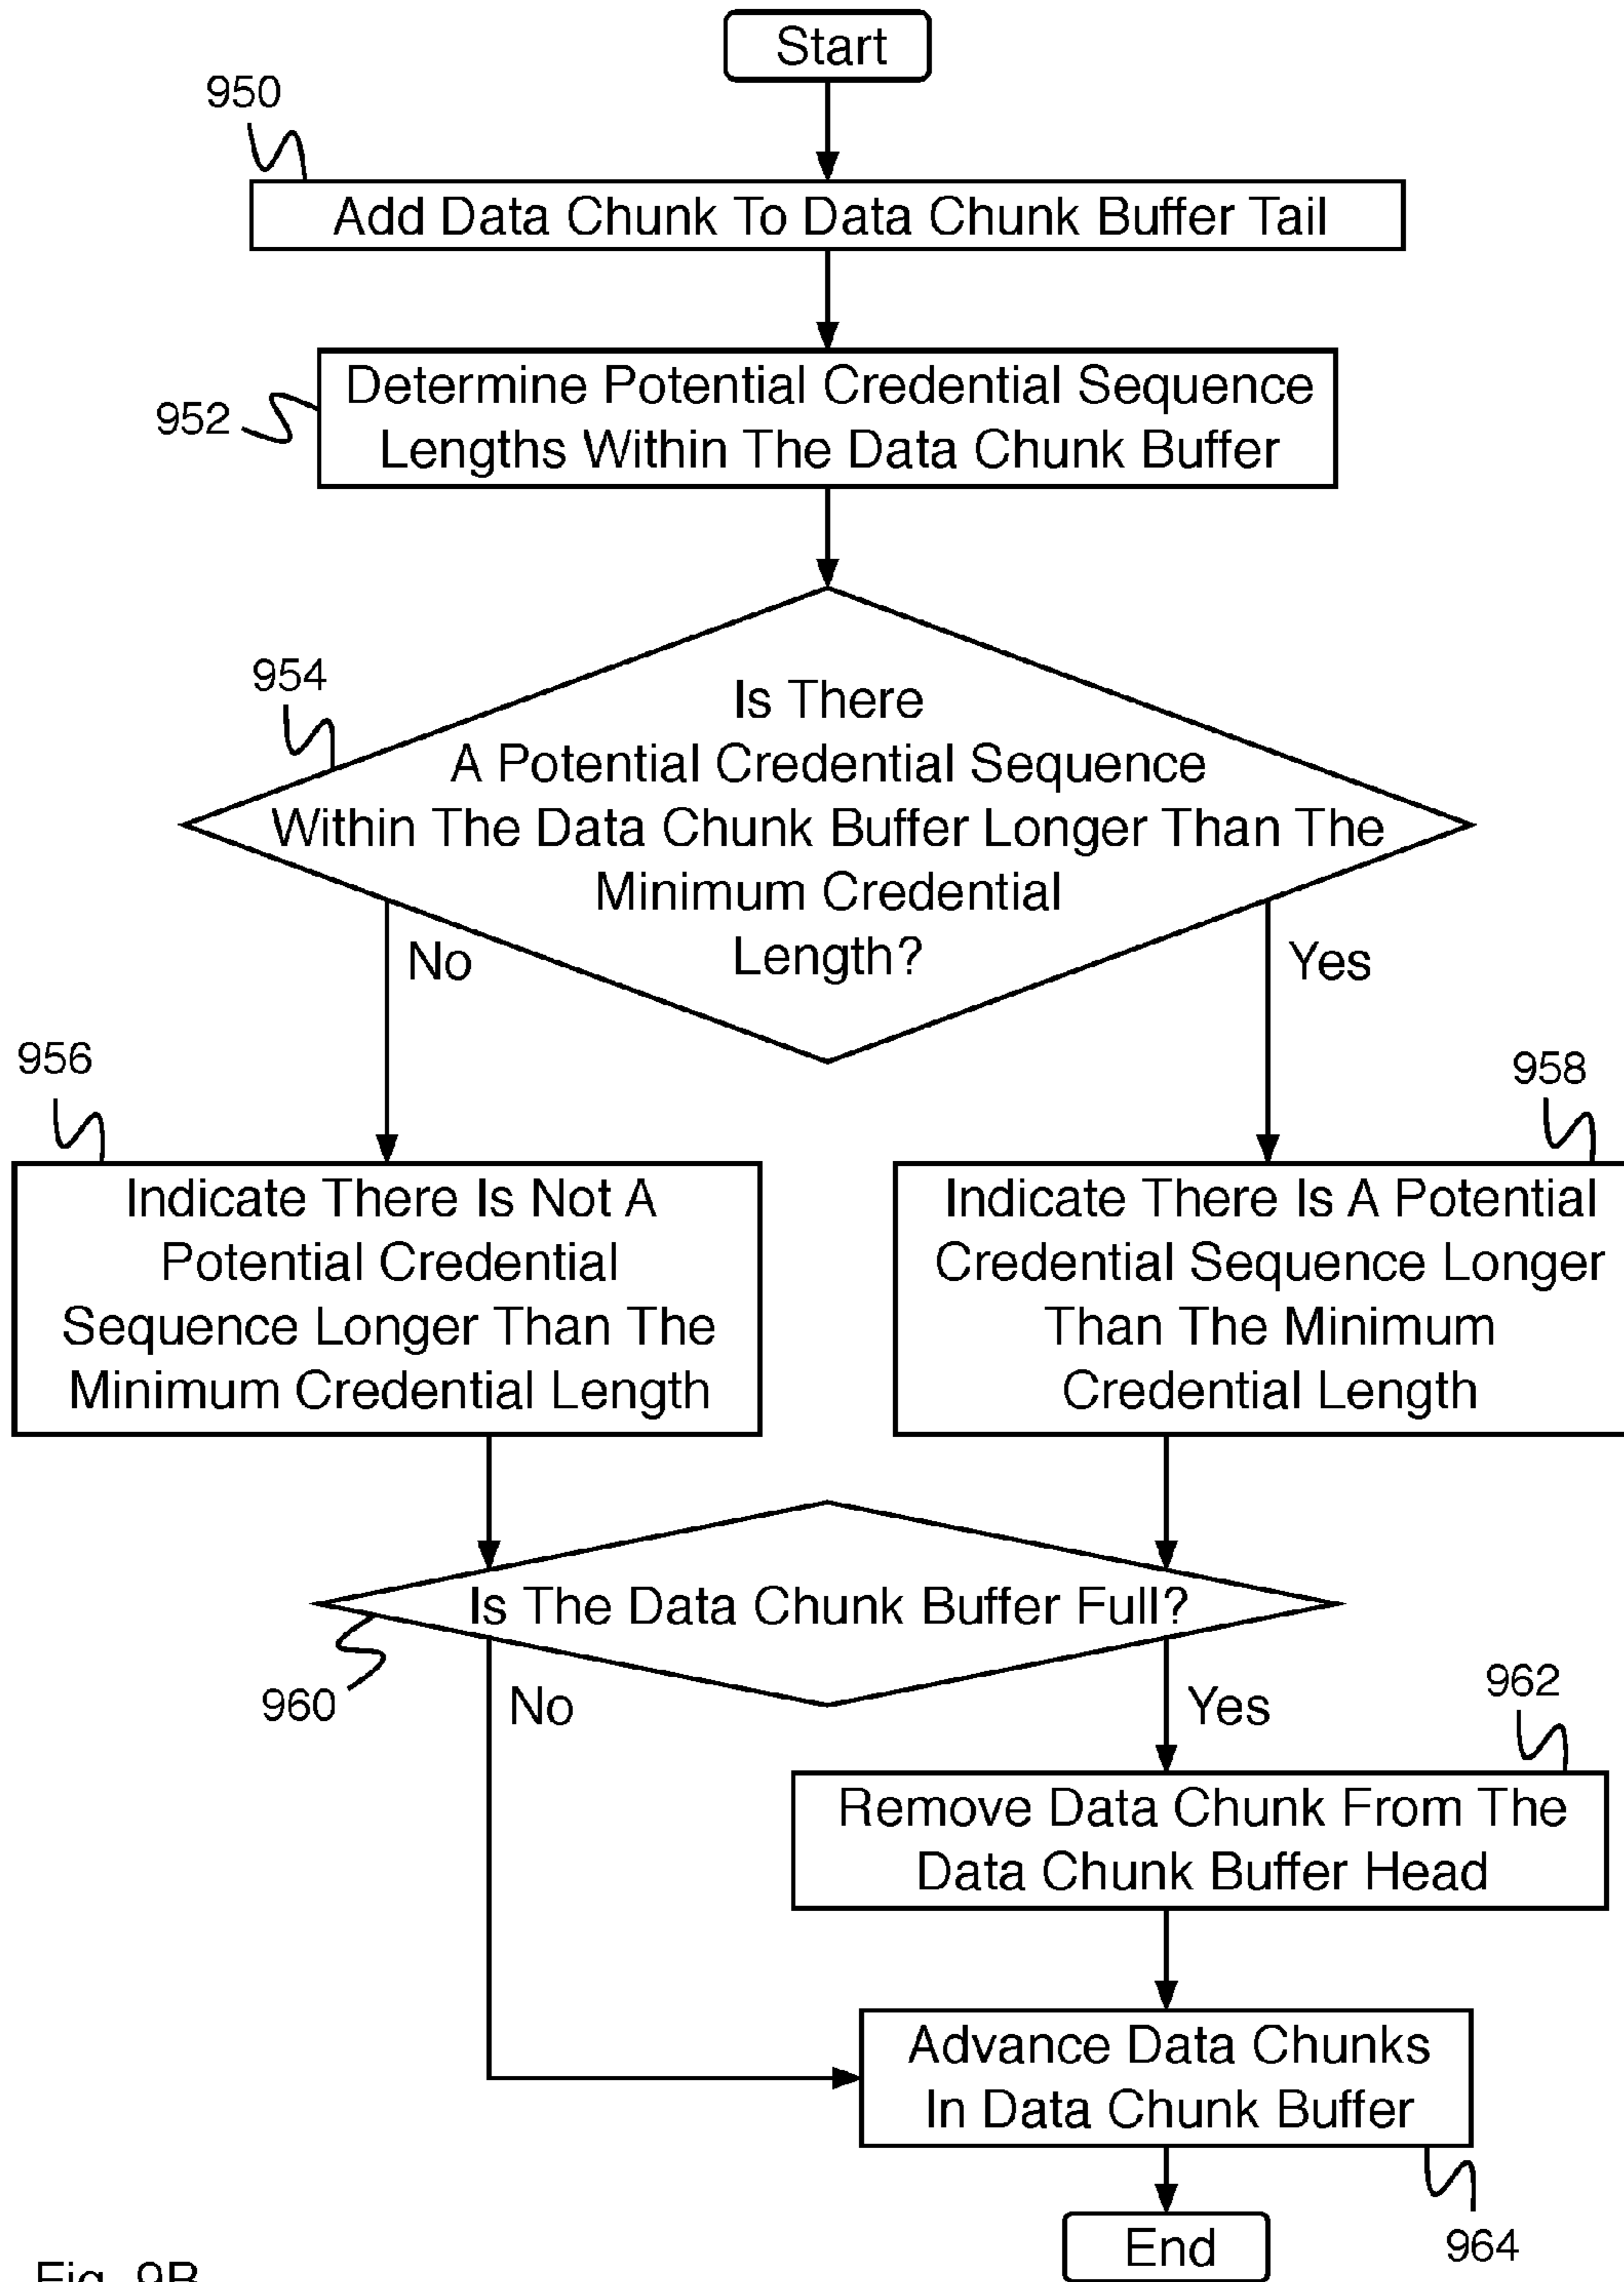 Start
950
Add Data Chunk To Data Chunk Buffer Tail
952
Determine Potential Credential Sequence
Lengths Within The Data Chunk Buffer
954
Is There
A Potential Credential Sequence
Within The Data Chunk Buffer Longer Than The
Minimum Credential
Length?
No
Yes
956
958
Indicate There Is Not A
Potential Credential
Sequence Longer Than The
Minimum Credential Length
Indicate There Is A Potential
Credential Sequence Longer
Than The Minimum
Credential Length
Is The Data Chunk Buffer Full?
960
No
Yes
962
Remove Data Chunk From The
Data Chunk Buffer Head
Advance Data Chunks
In Data Chunk Buffer
964
End
Fig. 9B